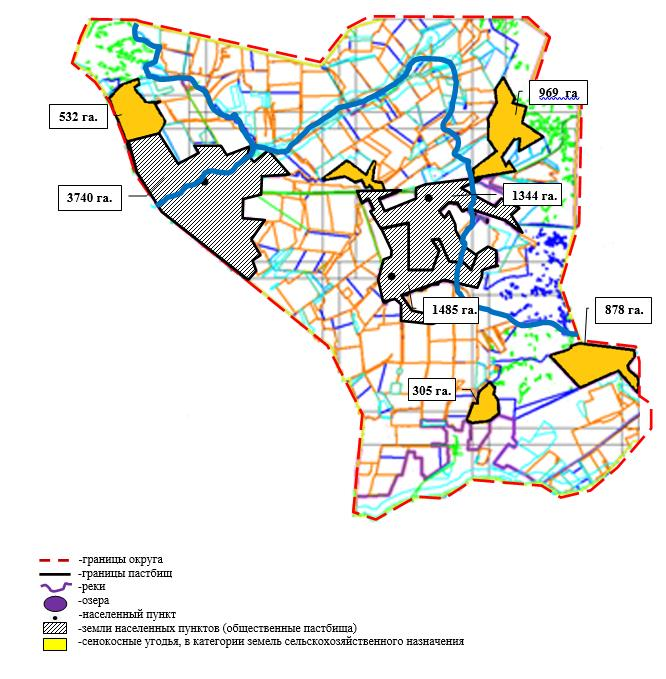 969 га.
532 га.
3740 га.
1344 га.
1485 га.
878 га.
305 га.
-границы округа
-границы пастбищ
-реки
-озера
-населенный пункт
-земли населенных пунктов (общественные пастбища)
-сенокосные угодья, в категории земель сельскохозяйственного назначения